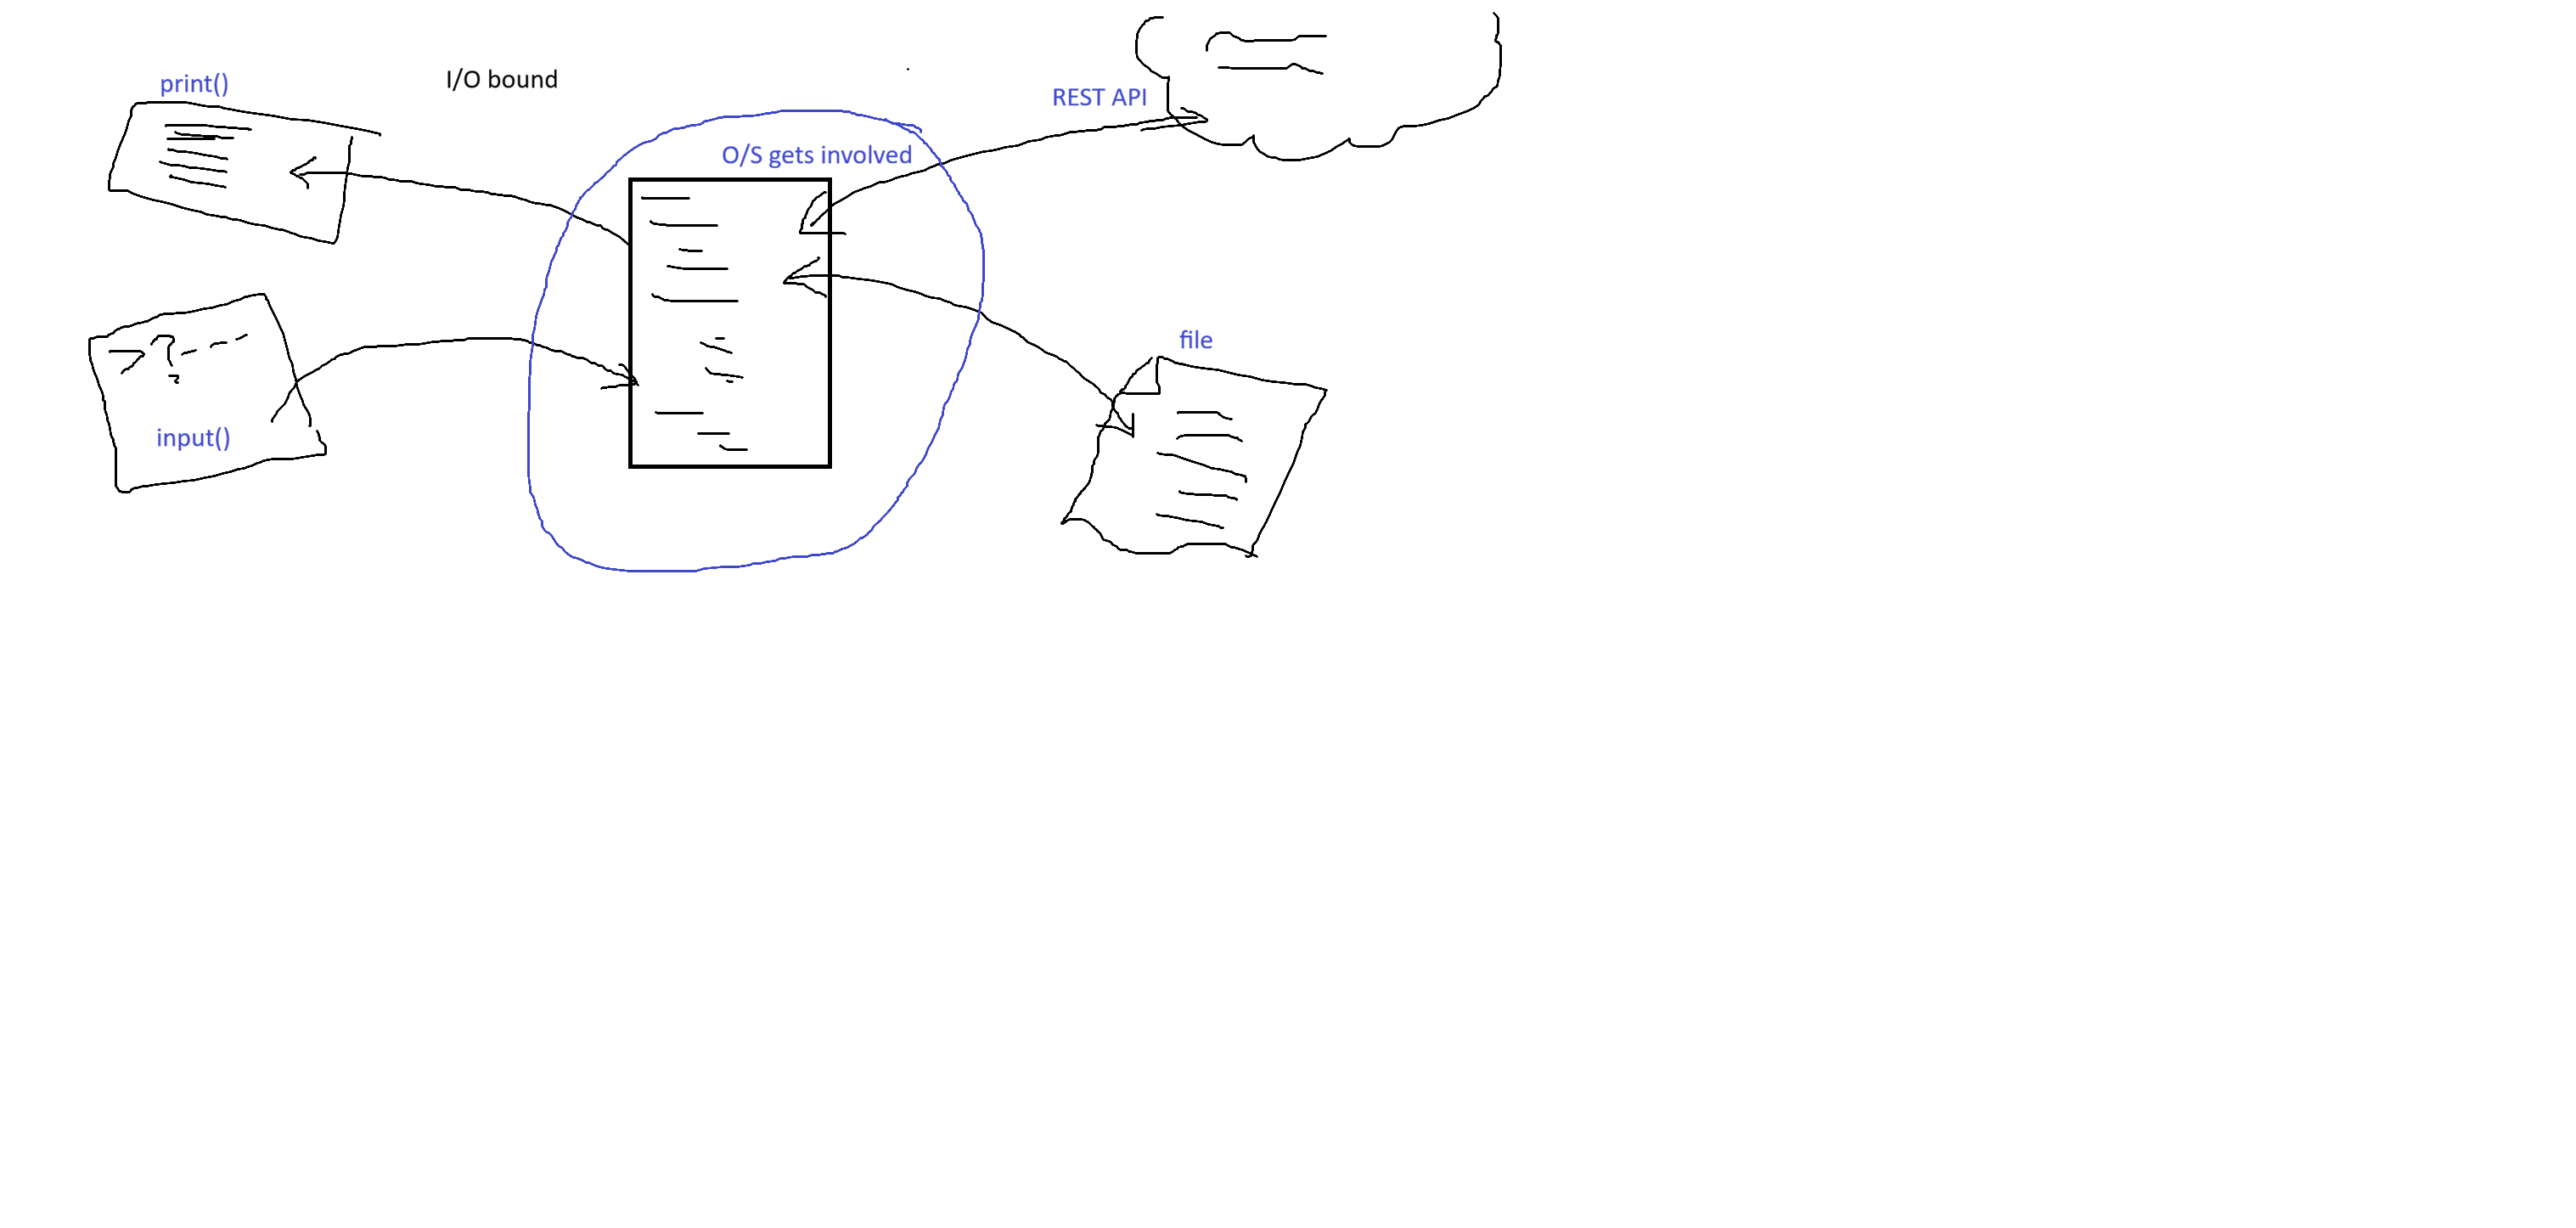 print()
I/O bound
REST API
O/S gets involved
>?
input()
file